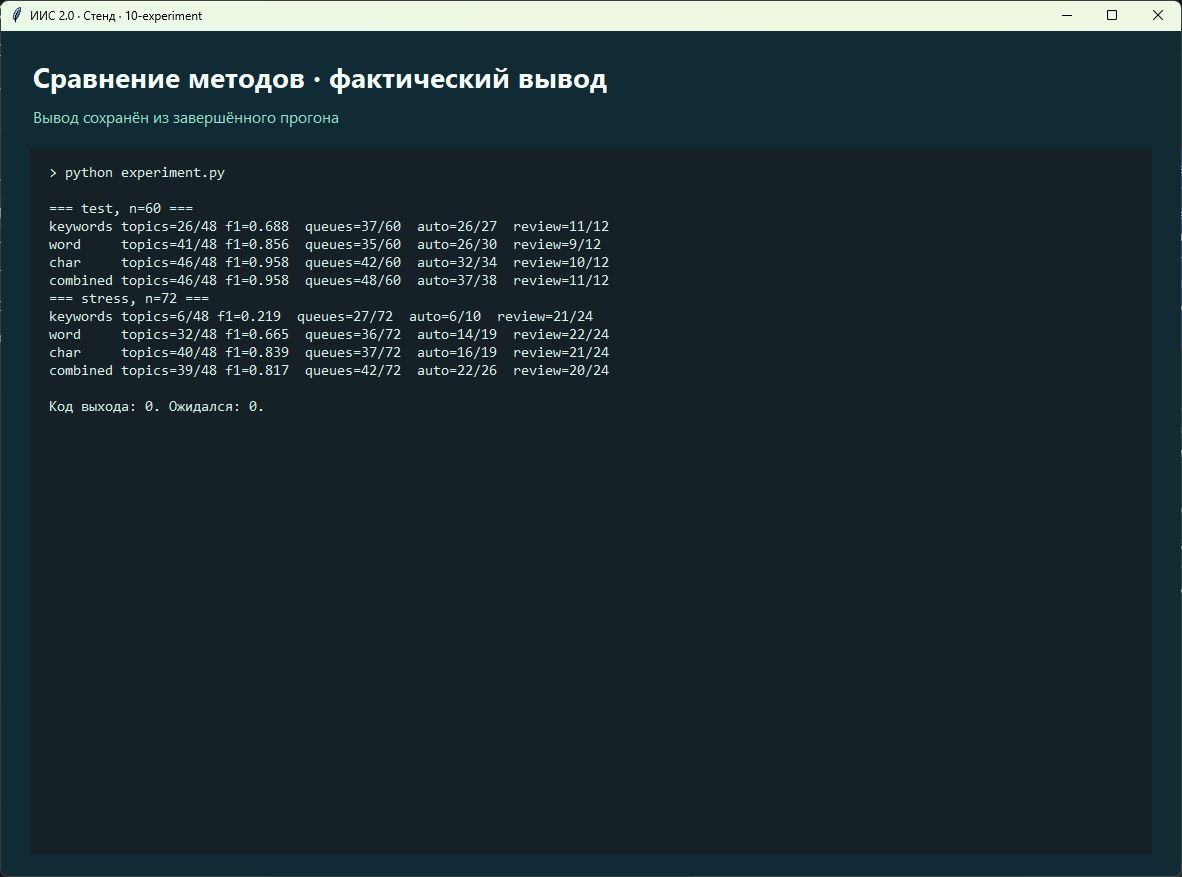 ИИС 2.0 · Стенд · 10-experiment
Сравнение методов · фактический вывод
Вывод сохранён из завершённого прогона
> python experiment.py
=== test, n=60 ===
keywords topics=26/48 f1=0.688  queues=37/60  auto=26/27  review=11/12
word     topics=41/48 f1=0.856  queues=35/60  auto=26/30  review=9/12
char     topics=46/48 f1=0.958  queues=42/60  auto=32/34  review=10/12
combined topics=46/48 f1=0.958  queues=48/60  auto=37/38  review=11/12
=== stress, n=72 ===
keywords topics=6/48 f1=0.219  queues=27/72  auto=6/10  review=21/24
word     topics=32/48 f1=0.665  queues=36/72  auto=14/19  review=22/24
char     topics=40/48 f1=0.839  queues=37/72  auto=16/19  review=21/24
combined topics=39/48 f1=0.817  queues=42/72  auto=22/26  review=20/24
Код выхода: 0. Ожидался: 0.